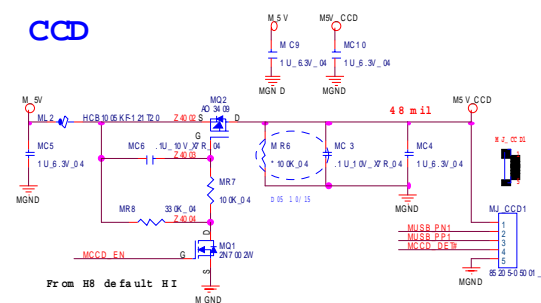 CCD
M_5V
M5V_CCD
MC9
1U_6.3V_04
MGND
MC10
1U_6.3V_04
MGND
M_5V
ML2
HCB1005KF-121T20
Z4002
MQ2
AO3409
S
D
G
48 mil
M5V_CCD
MC5
1U_6.3V_04
MGND
MC6
.1U_10V_X7R_04
Z4003
MR6
*100K_04
MC3
.1U_10V_X7R_04
MC4
1U_6.3V_04
MGND
D05 10/15
MJ_CCD1
MR7
100K_04
MR8
330K_04
Z4004
D
MQ1
2N7002W
G
S
MCCD_EN
From H8 default HI
MGND
MUSB_PN1
MUSB_PP1
MCCD_DET#
MJ_CCD1
1
2
3
4
5
85205-05001_
MGND